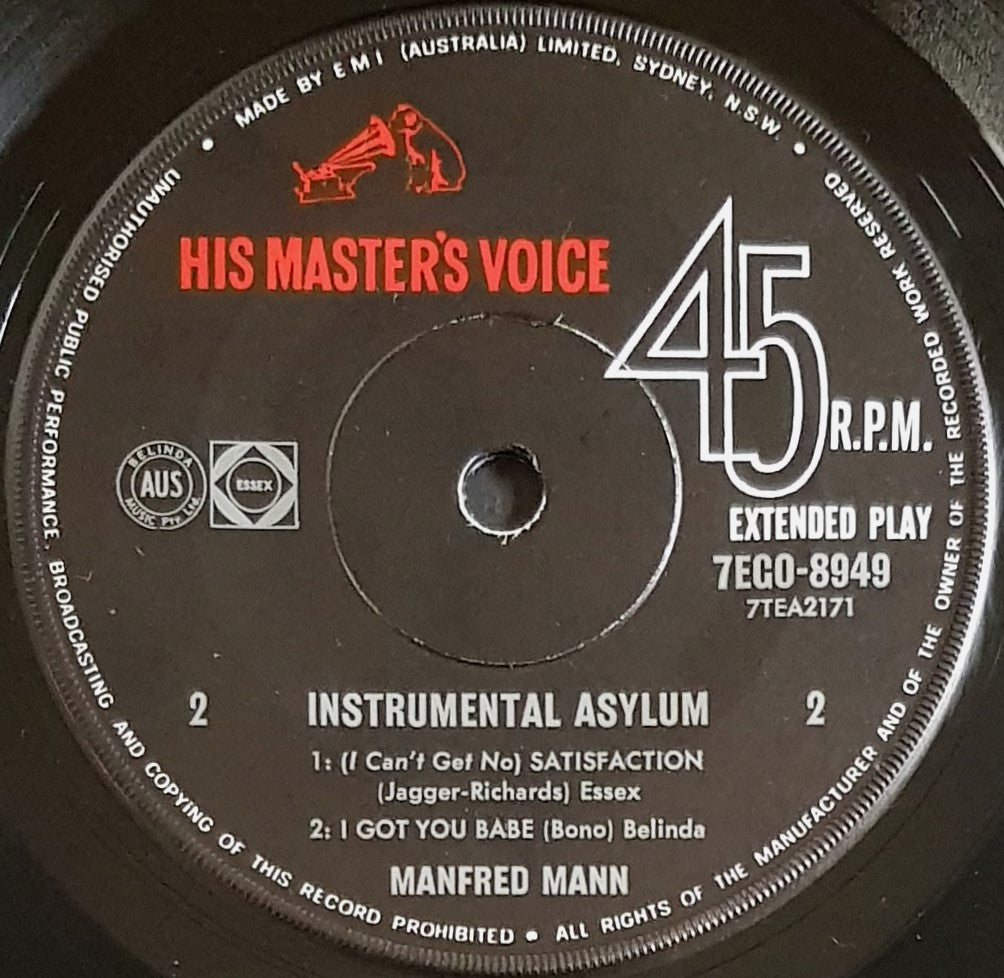 MADE BY E M I (AUSTRALIA) LIMITED, SYDNEY, N.S.W.
HIS MASTER'S VOICE
45
R.P.M.
EXTENDED PLAY
7EGO-8949
7TEA2171
BELINDA
AUS
MUSIC Pty. Ltd.
ESSEX
2 INSTRUMENTAL ASYLUM 2
1: (I Can't Get No) SATISFACTION
(Jagger-Richards) Essex
2: I GOT YOU BABE (Bono) Belinda
MANFRED MANN
UNAUTHORISED PUBLIC PERFORMANCE, BROADCASTING AND COPYING OF THIS RECORD PROHIBITED • ALL RIGHTS OF THE MANUFACTURER AND OF THE OWNER OF THE RECORDED WORK RESERVED